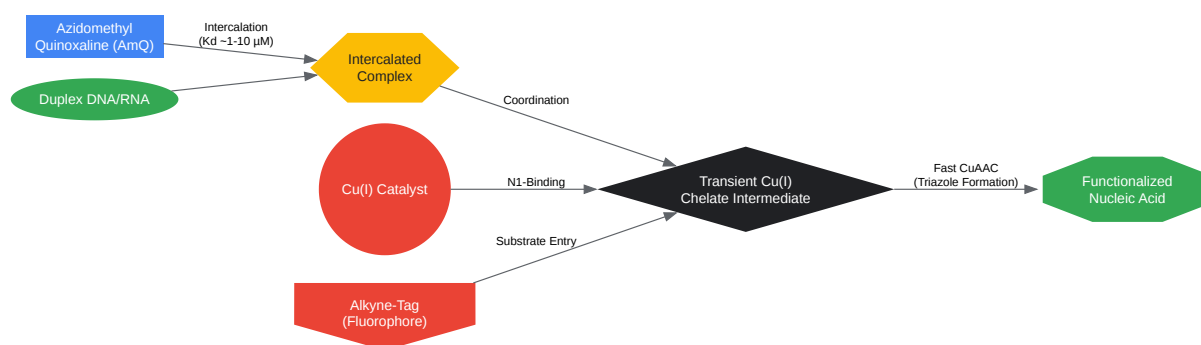 Azidomethyl
Quinoxaline (AmQ)
Intercalation
(Kd ~1-10 µM)
Duplex DNA/RNA
Intercalated
Complex
Coordination
Cu(I) Catalyst
N1-Binding
Transient Cu(I)
Chelate Intermediate
Fast CuAAC
(Triazole Formation)
Functionalized
Nucleic Acid
Substrate Entry
Alkyne-Tag
(Fluorophore)